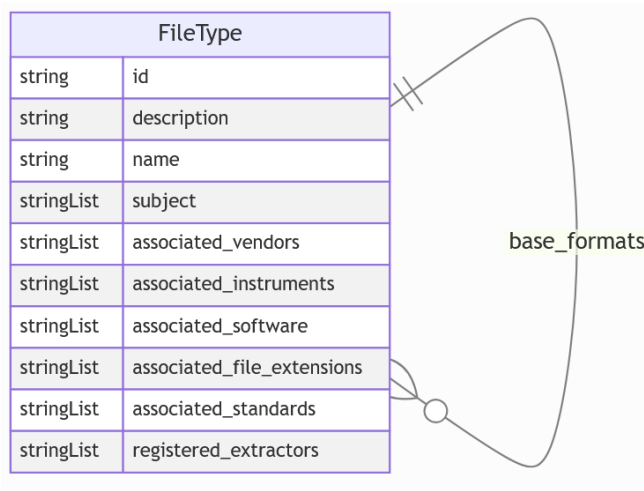 FileType
string id
string description
string name
stringList subject
stringList associated_vendors
stringList associated_instruments
stringList associated_software
stringList associated_file_extensions
stringList associated_standards
stringList registered_extractors
base_formats